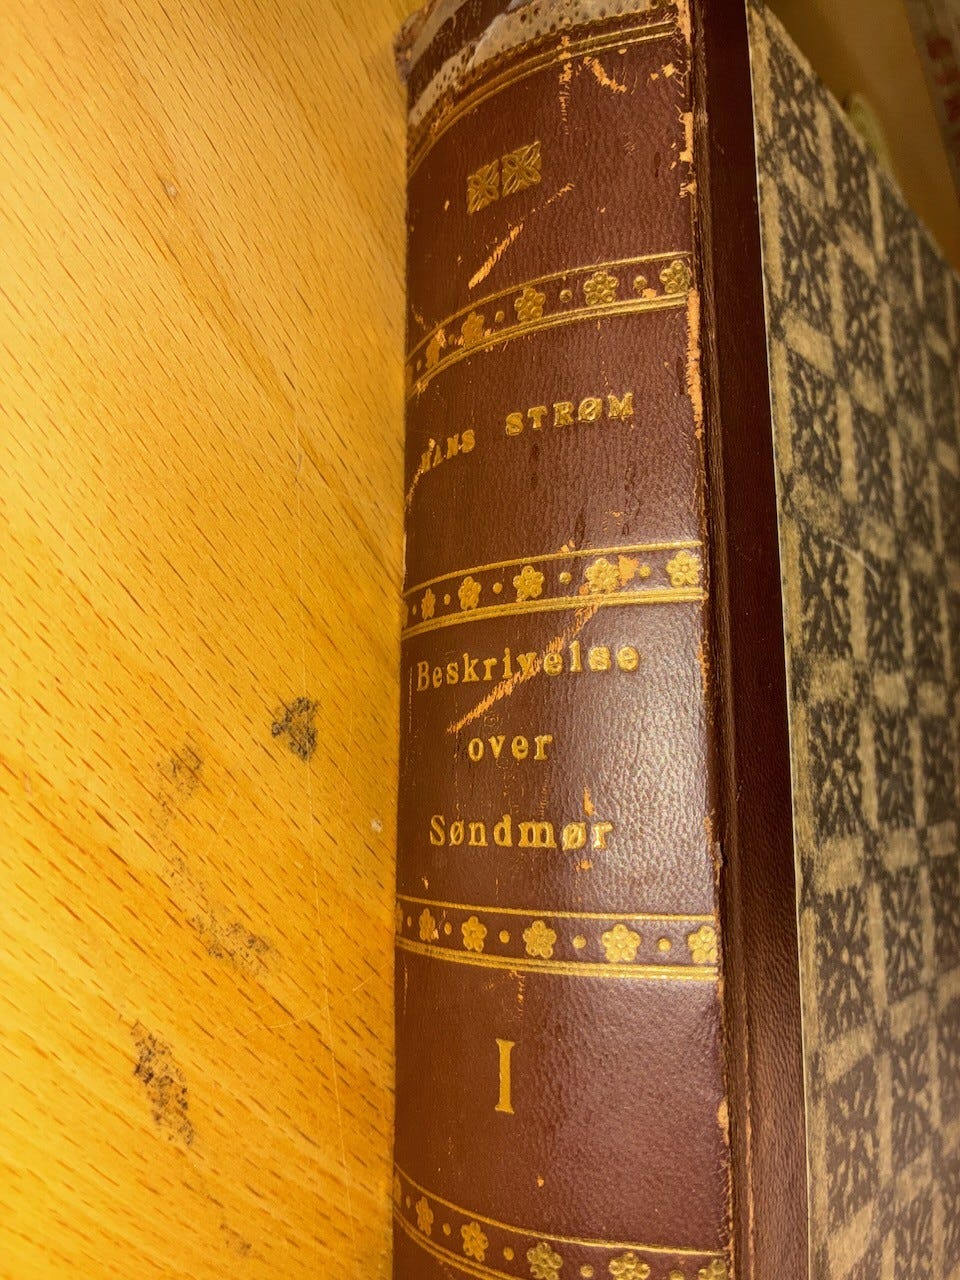 HANS STRØM
Beskrivelse
over
Søndmør
I